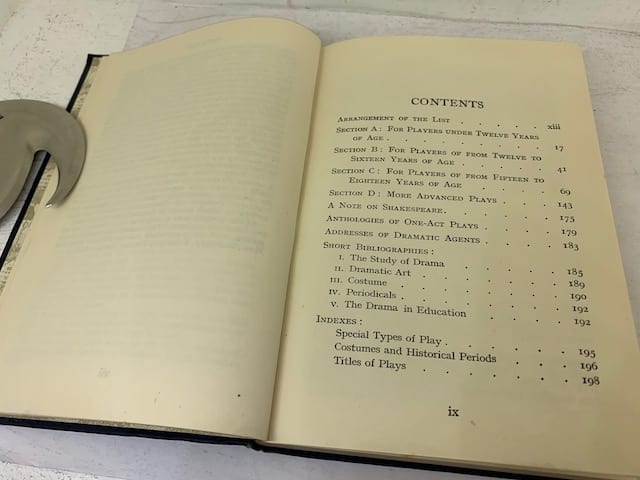 CONTENTS
ARRANGEMENT OF THE LIST . . . . . xiii
SECTION A: FOR PLAYERS UNDER TWELVE YEARS
OF AGE . . . . . . . . 17
SECTION B: FOR PLAYERS OF FROM TWELVE TO
SIXTEEN YEARS OF AGE . . . . . 41
SECTION C: FOR PLAYERS OF FROM FIFTEEN TO
EIGHTEEN YEARS OF AGE . . . . . 69
SECTION D: MORE ADVANCED PLAYS . . . . 143
A NOTE ON SHAKESPEARE . . . . . . 175
ANTHOLOGIES OF ONE-ACT PLAYS . . . . 179
ADDRESSES OF DRAMATIC AGENTS . . . . 183
SHORT BIBLIOGRAPHIES:
I. The Study of Drama . . . . . 185
II. Dramatic Art . . . . . . 189
III. Costume . . . . . . . 190
IV. Periodicals . . . . . . . 192
V. The Drama in Education . . . . 192
INDEXES:
Special Types of Play . . . . . . 195
Costumes and Historical Periods . . . . 196
Titles of Plays . . . . . . . 198
ix